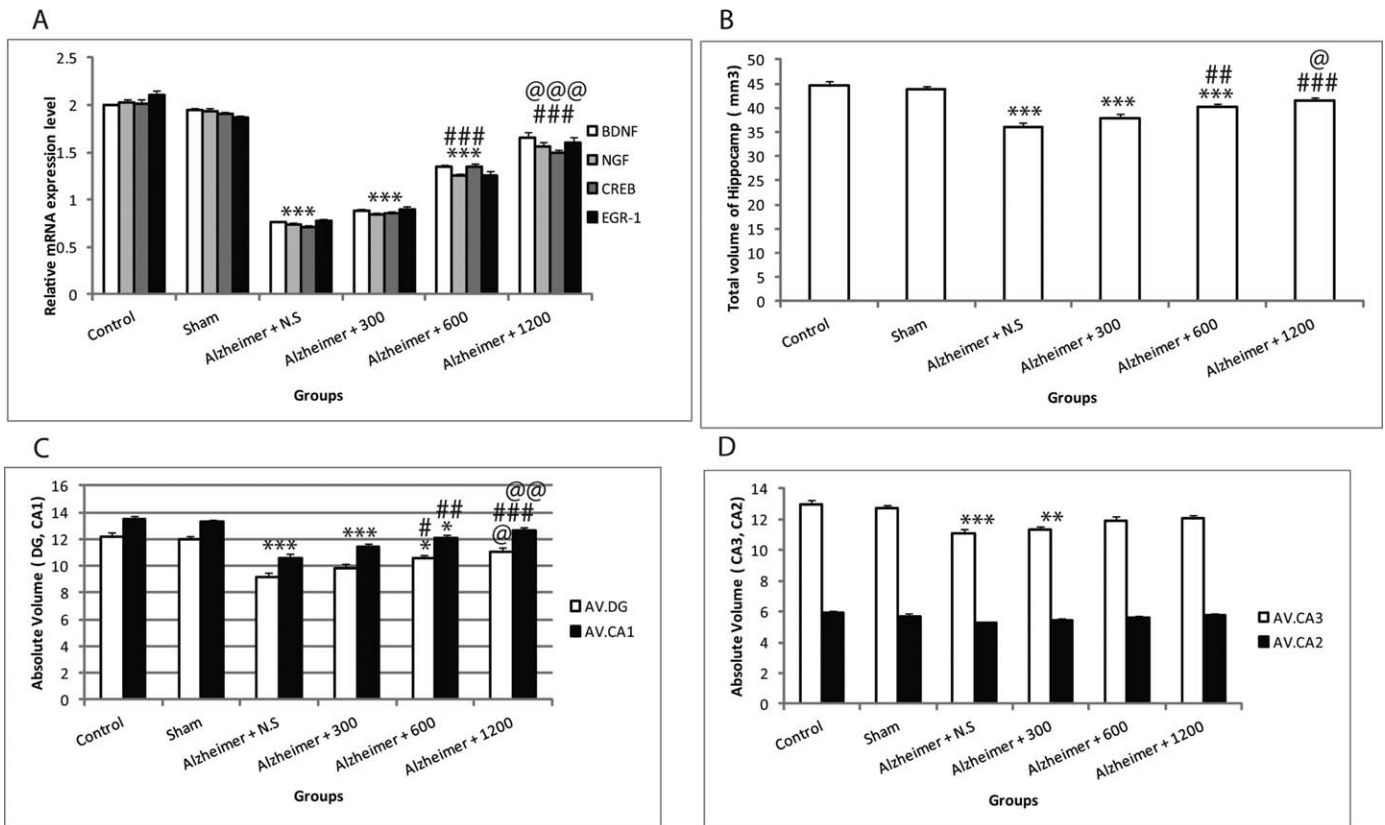 A
Relative mRNA expression level
2.5
2
1.5
1
0.5
0
***
***
###
***
@@@
###
BDNF
NGF
CREB
EGR-1
Control
Sham
Alzheimer + N.S
Alzheimer + 300
Alzheimer + 600
Alzheimer + 1200
Groups
B
Total volume of Hippocamp ( mm3)
50
45
40
35
30
25
20
15
10
5
0
***
***
##
***
@
###
Control
Sham
Alzheimer + N.S
Alzheimer + 300
Alzheimer + 600
Alzheimer + 1200
Groups
C
Absolute Volume ( DG, CA1)
16
14
12
10
8
6
4
2
0
***
***
#
*
##
*
@@
###
@
AV.DG
AV.CA1
Control
Sham
Alzheimer + N.S
Alzheimer + 300
Alzheimer + 600
Alzheimer + 1200
Groups
D
Absolute Volume ( CA3, CA2)
14
12
10
8
6
4
2
0
***
**
AV.CA3
AV.CA2
Control
Sham
Alzheimer + N.S
Alzheimer + 300
Alzheimer + 600
Alzheimer + 1200
Groups